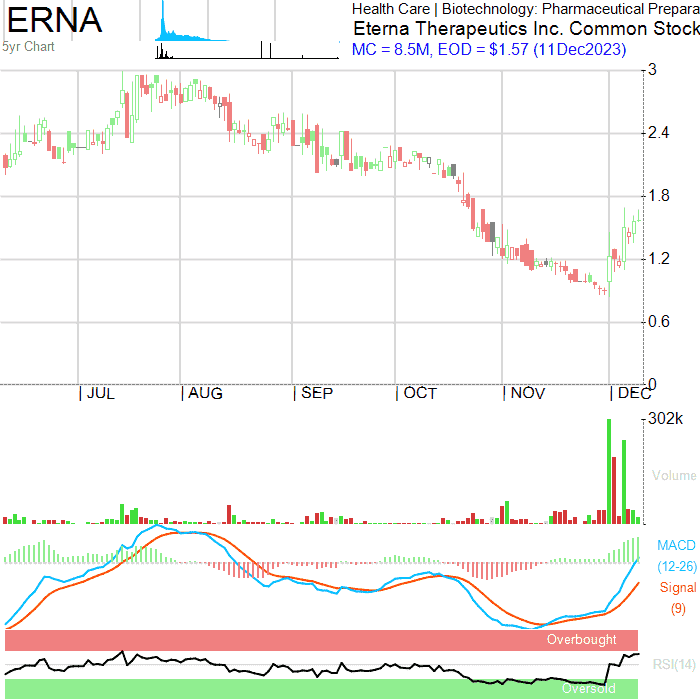 ERNA
5yr Chart
Health Care | Biotechnology: Pharmaceutical Prepara
Eterna Therapeutics Inc. Common Stock
MC = 8.5M, EOD = $1.57 (11Dec2023)
3
2.4
1.8
1.2
0.6
0
| JUL | AUG | SEP | OCT | NOV | DEC
302k
Volume
MACD
(12-26)
Signal
(9)
Overbought
RSI(14)
Oversold